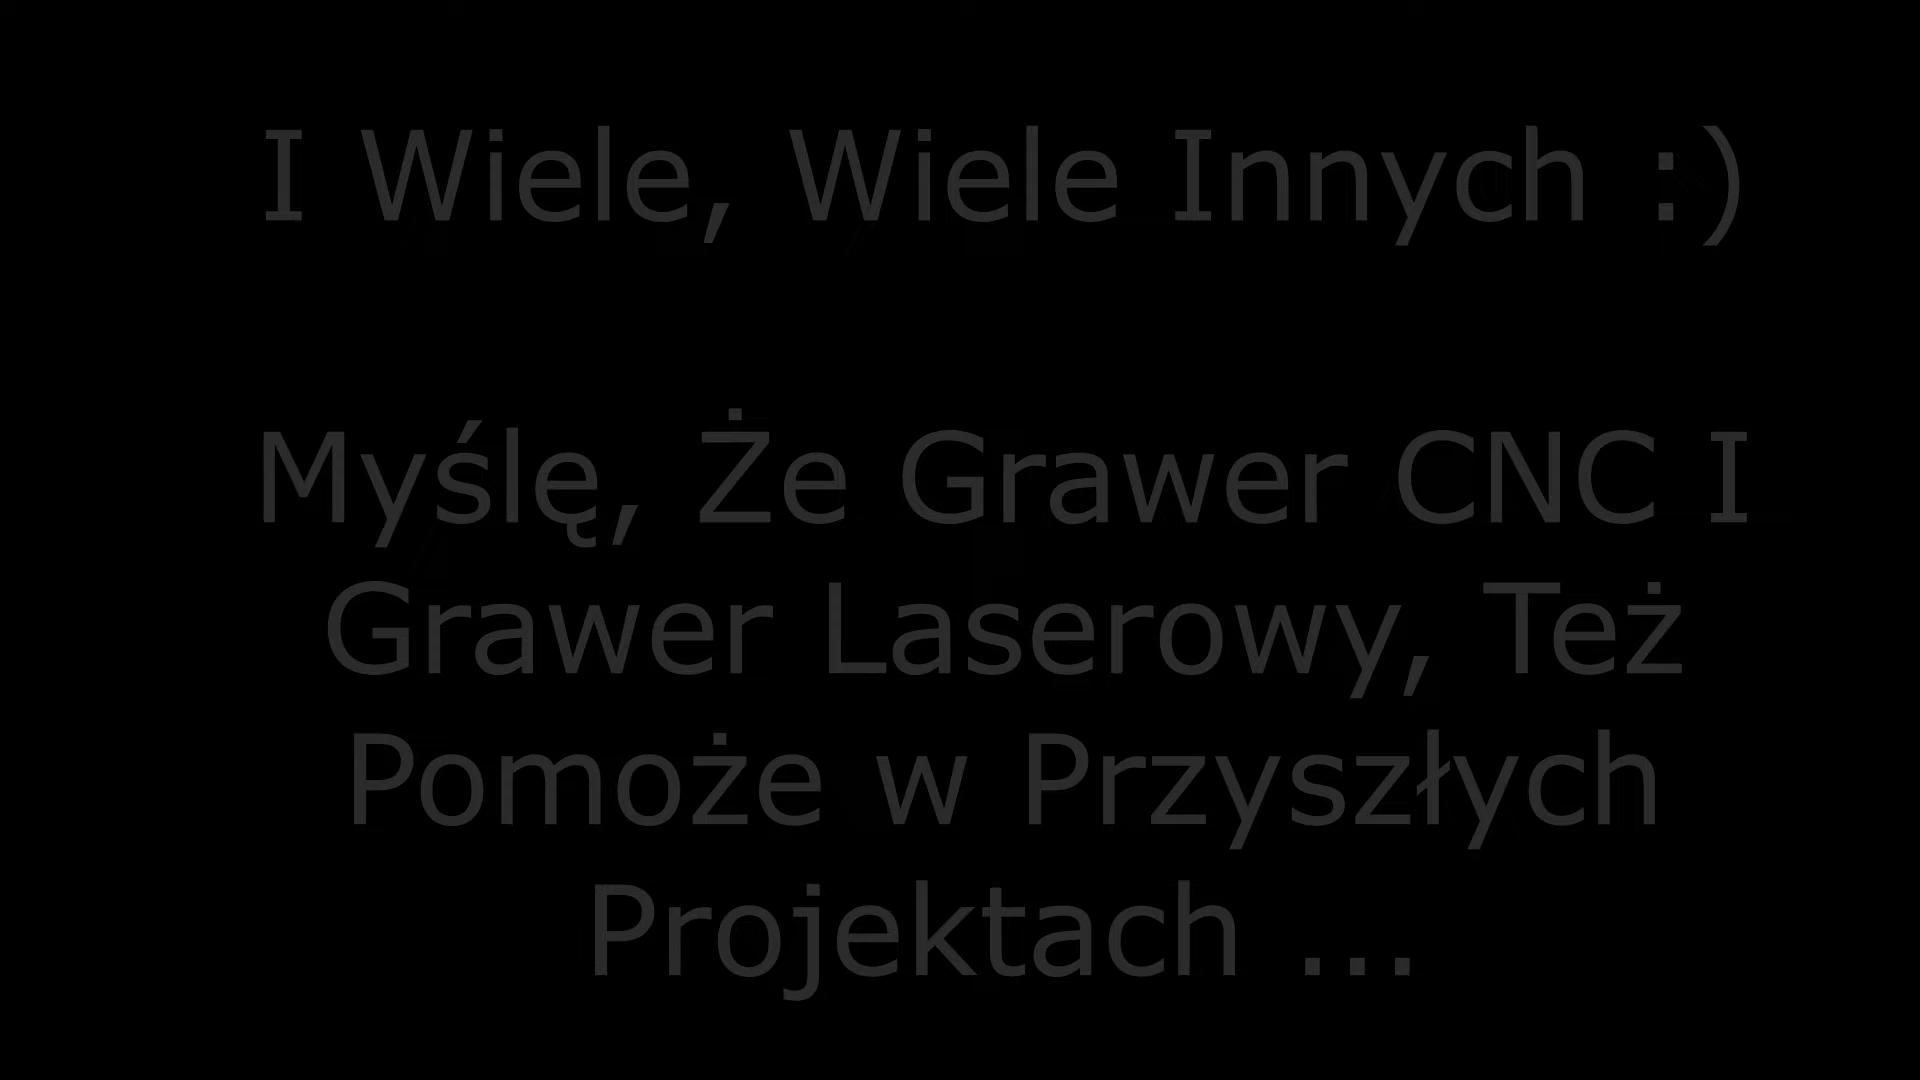 I Wiele, Wiele Innych :)
Myślę, Że Grawer CNC I
Grawer Laserowy, Też
Pomoże w Przyszłych
Projektach ...